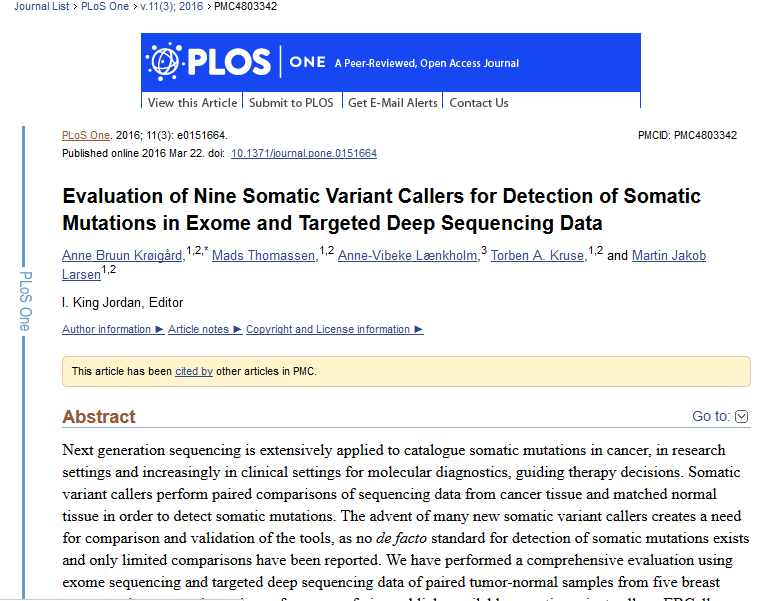 Journal List > PLoS One > v.11(3); 2016 > PMC4803342
PLOS ONE A Peer-Reviewed, Open Access Journal
View this Article Submit to PLOS Get E-Mail Alerts Contact Us
PLoS One. 2016; 11(3): e0151664. PMCID: PMC4803342
Published online 2016 Mar 22. doi: 10.1371/journal.pone.0151664
Evaluation of Nine Somatic Variant Callers for Detection of Somatic
Mutations in Exome and Targeted Deep Sequencing Data
Anne Bruun Krøigård,1,2,* Mads Thomassen,1,2 Anne-Vibeke Lænkholm,3 Torben A. Kruse,1,2 and Martin Jakob
Larsen1,2
I. King Jordan, Editor
Author information ► Article notes ► Copyright and License information ►
This article has been cited by other articles in PMC.
PLoS One
Abstract Go to:
Next generation sequencing is extensively applied to catalogue somatic mutations in cancer, in research
settings and increasingly in clinical settings for molecular diagnostics, guiding therapy decisions. Somatic
variant callers perform paired comparisons of sequencing data from cancer tissue and matched normal
tissue in order to detect somatic mutations. The advent of many new somatic variant callers creates a need
for comparison and validation of the tools, as no de facto standard for detection of somatic mutations exists
and only limited comparisons have been reported. We have performed a comprehensive evaluation using
exome sequencing and targeted deep sequencing data of paired tumor-normal samples from five breast